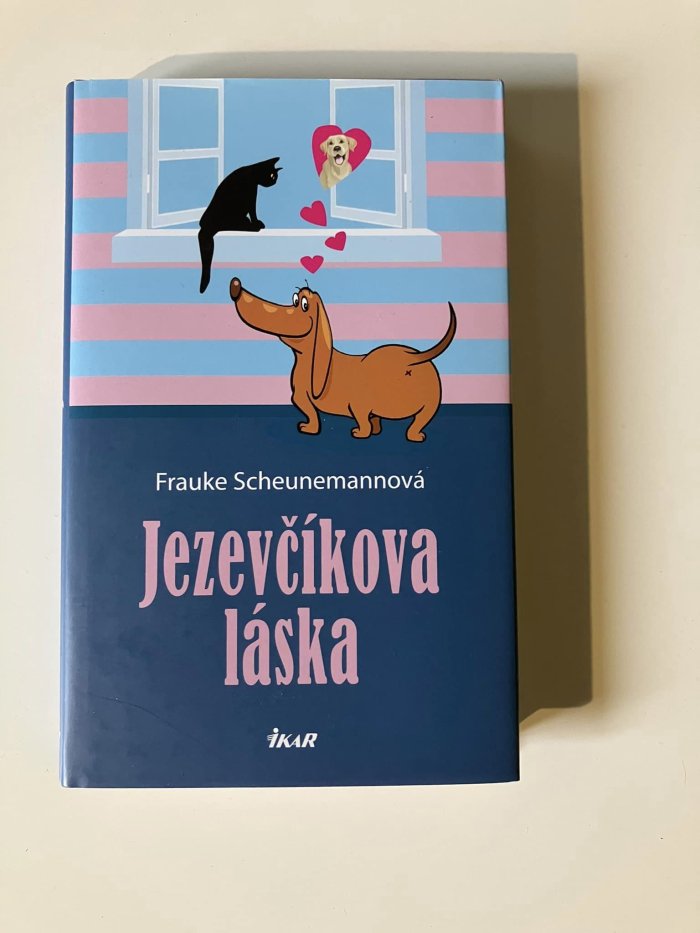 Frauke Scheunemannová
Jezevčíkova
láska
IKAR